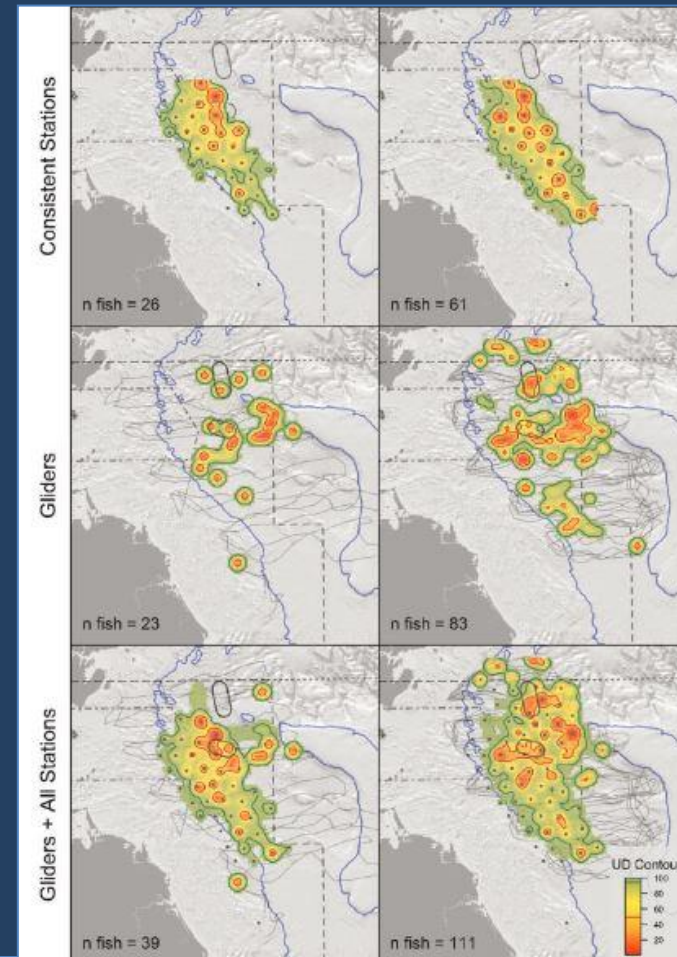 Consistent Stations
n fish = 26
n fish = 61
Gliders
n fish = 23
n fish = 83
Gliders + All Stations
n fish = 39
n fish = 111
UD Contour
100
80
60
40
20